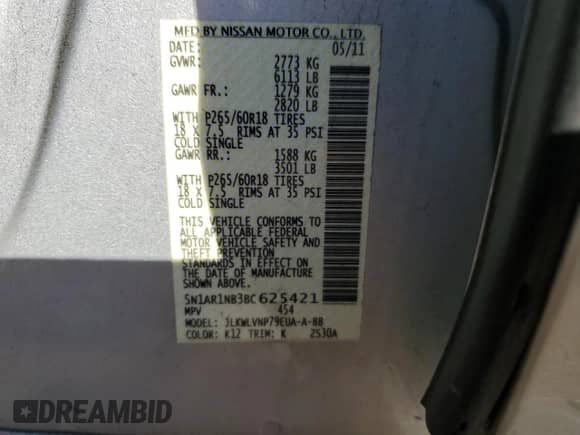 MFD BY NISSAN MOTOR CO., LTD.
DATE: 05/11
GVWR: 2773 KG
6113 LB
GAWR FR.: 1279 KG
2820 LB
WITH P265/60R18 TIRES
18 X 7.5 RIMS AT 35 PSI
COLD SINGLE
GAWR RR.: 1588 KG
3501 LB
WITH P265/60R18 TIRES
18 X 7.5 RIMS AT 35 PSI
COLD SINGLE
THIS VEHICLE CONFORMS TO
ALL APPLICABLE FEDERAL
MOTOR VEHICLE SAFETY AND
THEFT PREVENTION
STANDARDS IN EFFECT ON
THE DATE OF MANUFACTURE
SHOWN ABOVE
5N1AR1NB3BC625421
MPV 454
MODEL: JLKWLVNP79EUA-A-BB
COLOR: K12 TRIM: K 2530A
DREAMBID